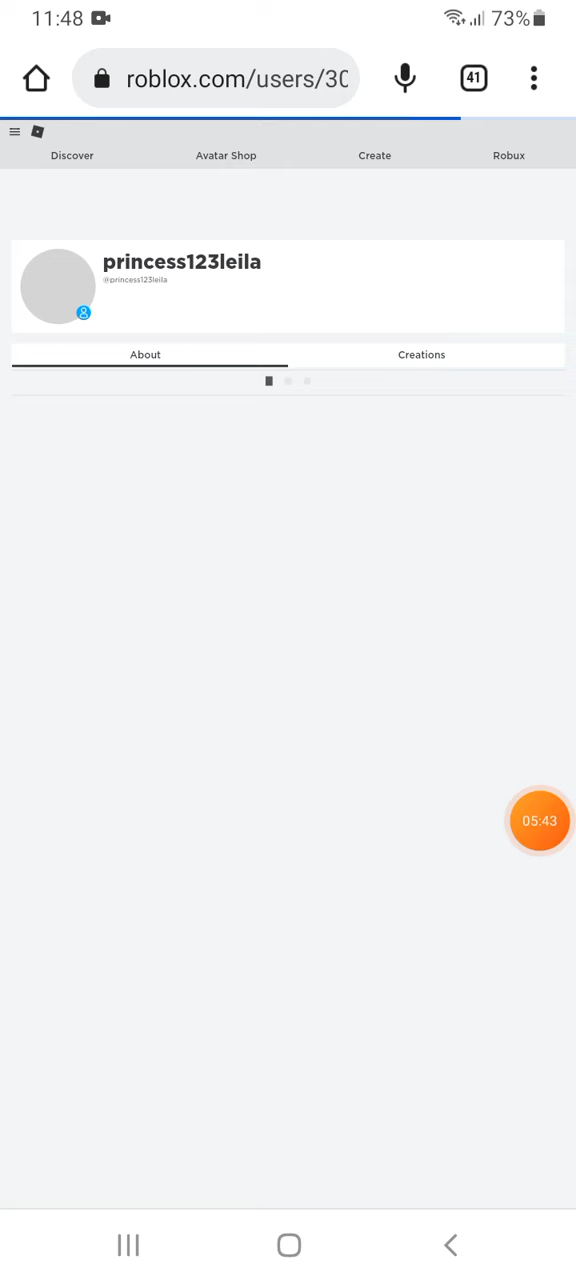 11:48 73%
roblox.com/users/30
41
Discover Avatar Shop Create Robux
princess123leila
@princess123leila
About Creations
05:43